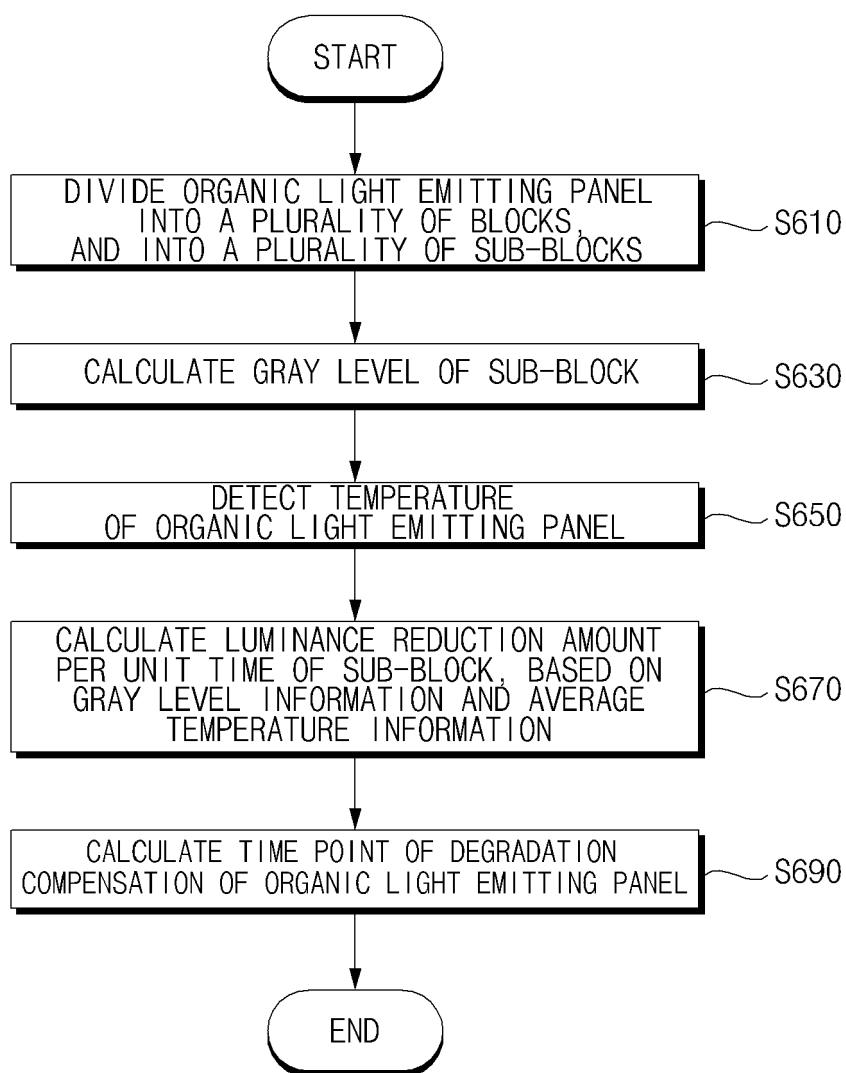 START
DIVIDE ORGANIC LIGHT EMITTING PANEL
INTO A PLURALITY OF BLOCKS,
AND INTO A PLURALITY OF SUB-BLOCKS
S610
CALCULATE GRAY LEVEL OF SUB-BLOCK
S630
DETECT TEMPERATURE
OF ORGANIC LIGHT EMITTING PANEL
S650
CALCULATE LUMINANCE REDUCTION AMOUNT
PER UNIT TIME OF SUB-BLOCK, BASED ON
GRAY LEVEL INFORMATION AND AVERAGE
TEMPERATURE INFORMATION
S670
CALCULATE TIME POINT OF DEGRADATION
COMPENSATION OF ORGANIC LIGHT EMITTING PANEL
S690
END